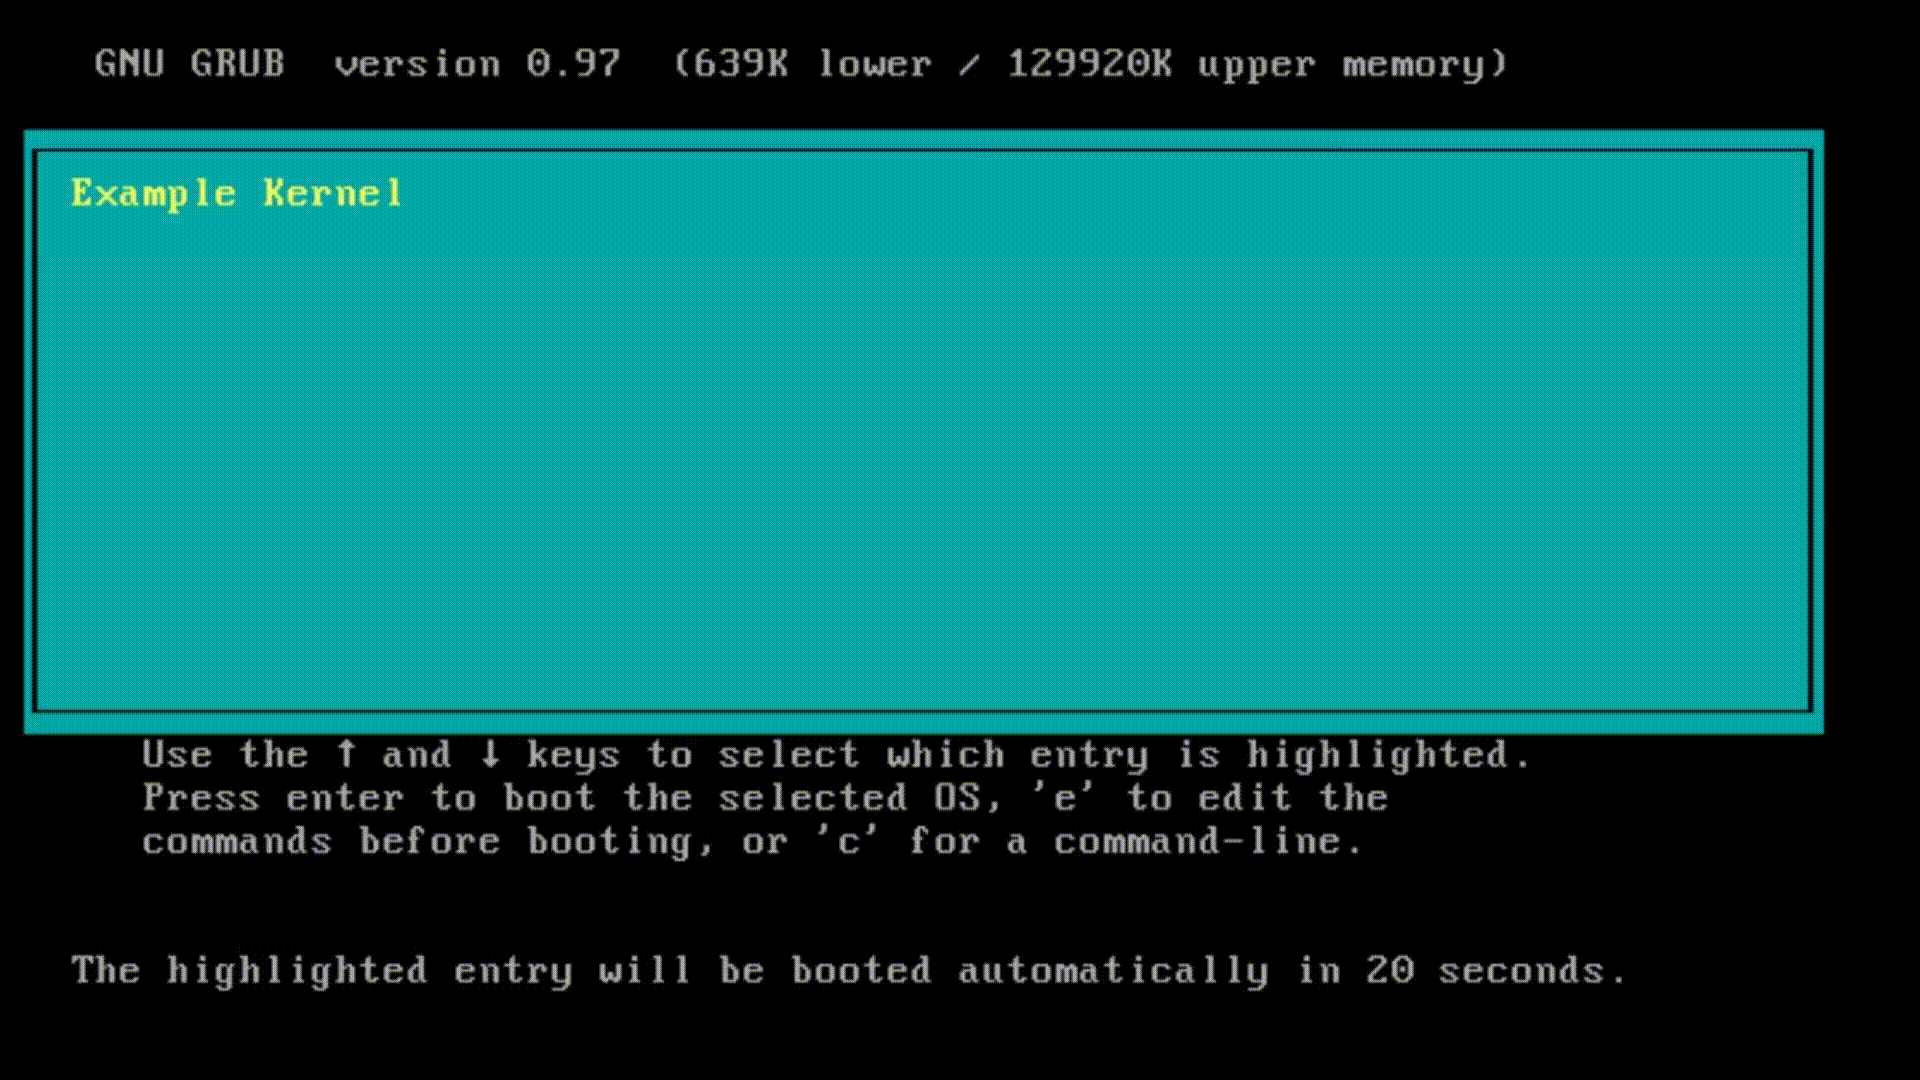 GNU GRUB  version 0.97  (639K lower / 129920K upper memory)
Example Kernel
Use the ↑ and ↓ keys to select which entry is highlighted.
Press enter to boot the selected OS, 'e' to edit the
commands before booting, or 'c' for a command-line.
The highlighted entry will be booted automatically in 20 seconds.